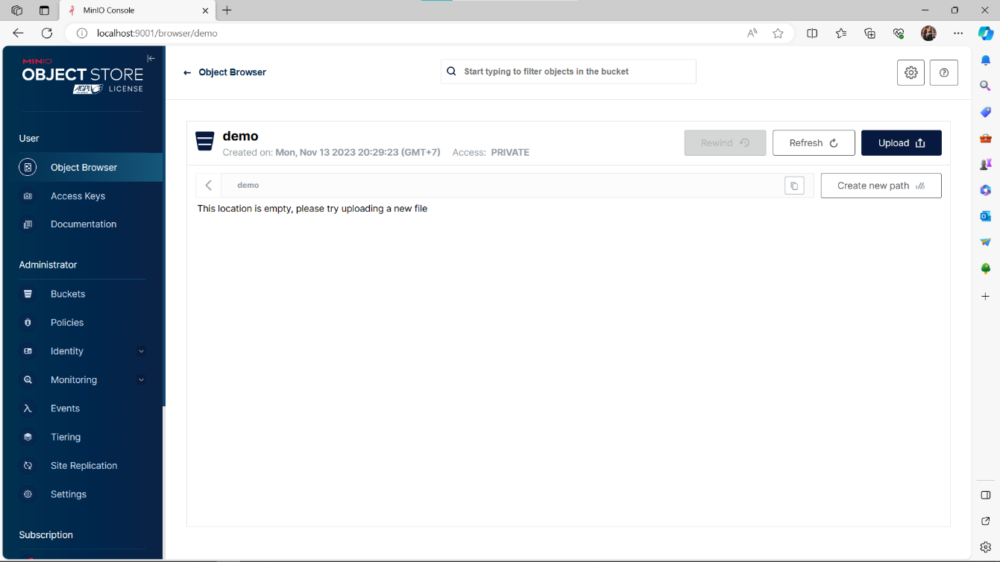 MinIO Console
localhost:9001/browser/demo
MINIO
OBJECT STORE
AGPL LICENSE
User
Object Browser
Access Keys
Documentation
Administrator
Buckets
Policies
Identity
Monitoring
Events
Tiering
Site Replication
Settings
Subscription
Object Browser
Start typing to filter objects in the bucket
demo
Created on: Mon, Nov 13 2023 20:29:23 (GMT+7) Access: PRIVATE
Rewind
Refresh
Upload
demo
Create new path
This location is empty, please try uploading a new file